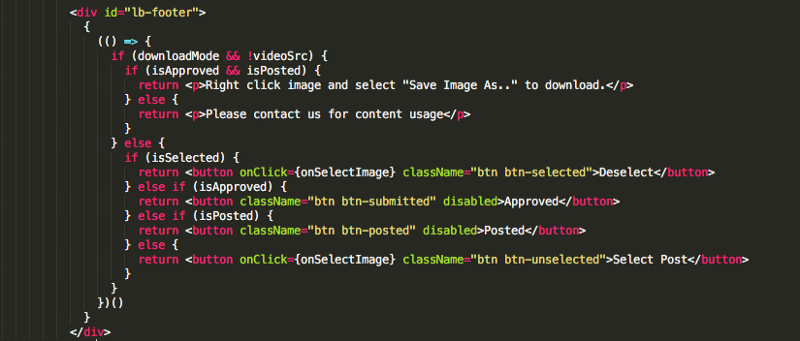 <div id="lb-footer">
  {
    (() => {
      if (downloadMode && !videoSrc) {
        if (isApproved && isPosted) {
          return <p>Right click image and select "Save Image As.." to download.</p>
        } else {
          return <p>Please contact us for content usage</p>
        }
      } else {
        if (isSelected) {
          return <button onClick={onSelectImage} className="btn btn-selected">Deselect</button>
        } else if (isApproved) {
          return <button className="btn btn-submitted" disabled>Approved</button>
        } else if (isPosted) {
          return <button className="btn btn-posted" disabled>Posted</button>
        } else {
          return <button onClick={onSelectImage} className="btn btn-unselected">Select Post</button>
        }
      }
    })()
  }
</div>